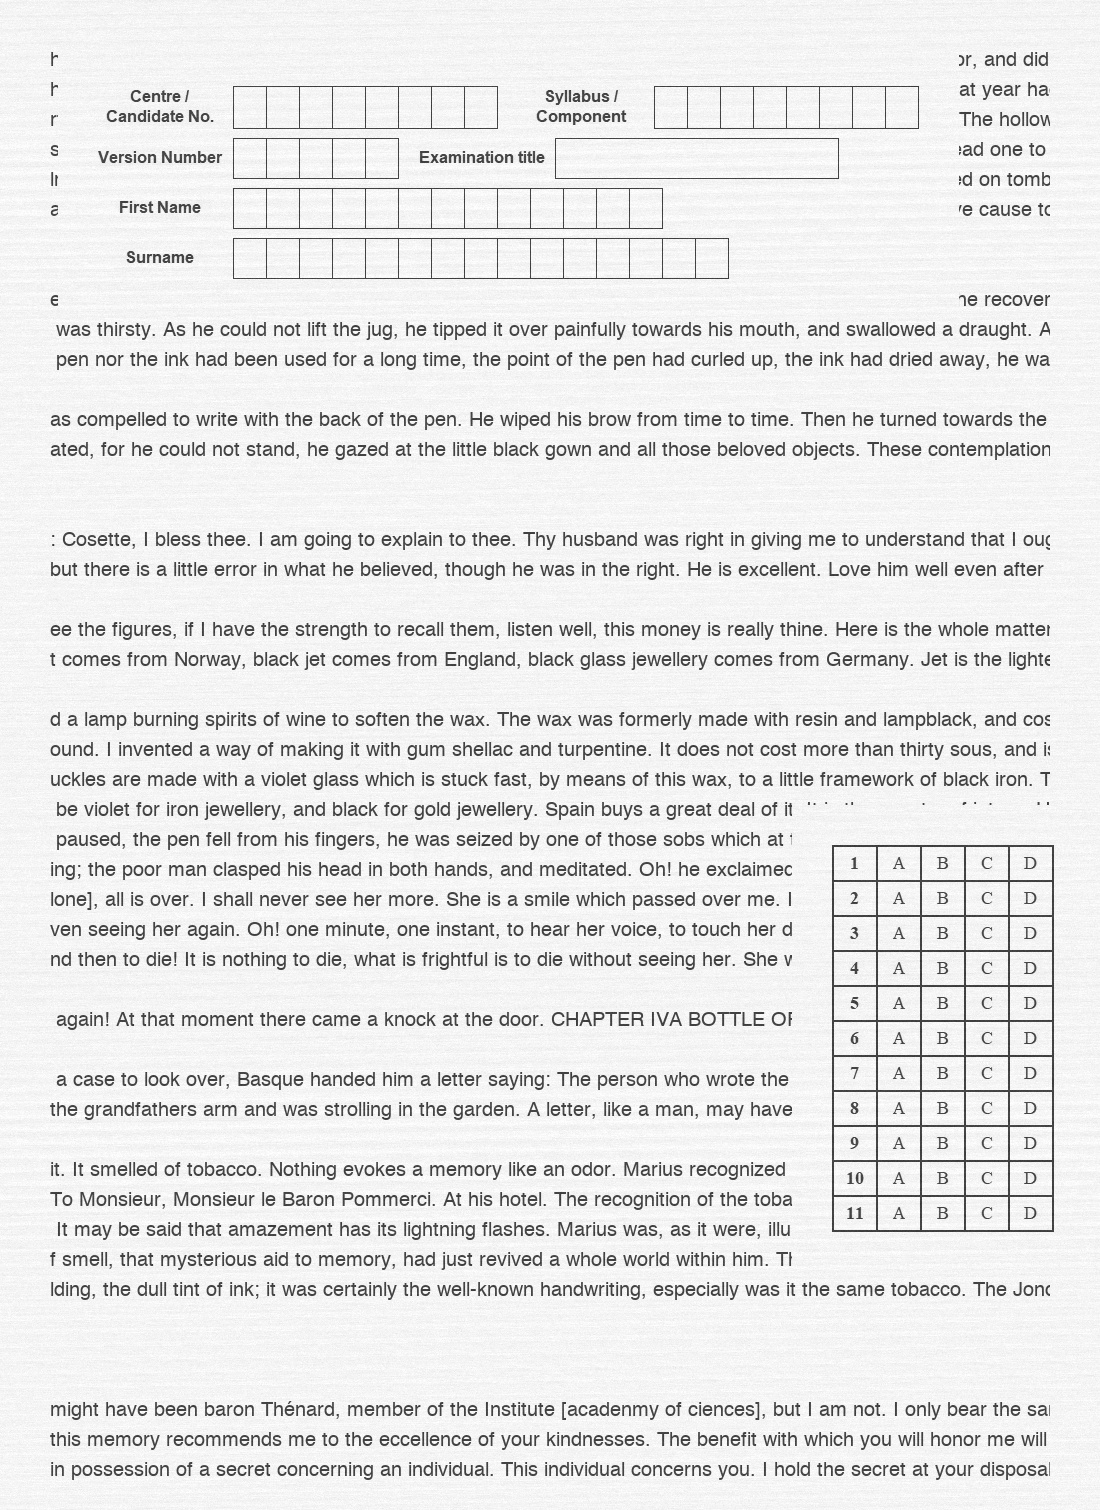 or, and did
Centre / Candidate No.
Syllabus / Component
at year
The hollow
Version Number
Examination title
one to
on tomb
First Name
cause to
Surname
recover
was thirsty. As he could not lift the jug, he tipped it over painfully towards his mouth, and swallowed a draught.
pen nor the ink had been used for a long time, the point of the pen had curled up, the ink had dried away, he wa
as compelled to write with the back of the pen. He wiped his brow from time to time. Then he turned towards the
ated, for he could not stand, he gazed at the little black gown and all those beloved objects. These contemplation
: Cosette, I bless thee. I am going to explain to thee. Thy husband was right in giving me to understand that I
but there is a little error in what he believed, though he was in the right. He is excellent. Love him well even after
ee the figures, if I have the strength to recall them, listen well, this money is really thine. Here is the whole matter
t comes from Norway, black jet comes from England, black glass jewellery comes from Germany. Jet is the lighte
d a lamp burning spirits of wine to soften the wax. The wax was formerly made with resin and lampblack, and cos
ound. I invented a way of making it with gum shellac and turpentine. It does not cost more than thirty sous, and
uckles are made with a violet glass which is stuck fast, by means of this wax, to a little framework of black iron.
be violet for iron jewellery, and black for gold jewellery. Spain buys a great deal of it
paused, the pen fell from his fingers, he was seized by one of those sobs which at
ing; the poor man clasped his head in both hands, and meditated. Oh! he exclaimed
lone], all is over. I shall never see her more. She is a smile which passed over me. I
ven seeing her again. Oh! one minute, one instant, to hear her voice, to touch her d
nd then to die! It is nothing to die, what is frightful is to die without seeing her. She
again! At that moment there came a knock at the door. CHAPTER IVA BOTTLE OF
a case to look over, Basque handed him a letter saying: The person who wrote the
the grandfathers arm and was strolling in the garden. A letter, like a man, may have
it. It smelled of tobacco. Nothing evokes a memory like an odor. Marius recognized
To Monsieur, Monsieur le Baron Pommerci. At his hotel. The recognition of the toba
It may be said that amazement has its lightning flashes. Marius was, as it were, illu
f smell, that mysterious aid to memory, had just revived a whole world within him.
1 A B C D
2 A B C D
3 A B C D
4 A B C D
5 A B C D
6 A B C D
7 A B C D
8 A B C D
9 A B C D
10 A B C D
11 A B C D
lding, the dull tint of ink; it was certainly the well-known handwriting, especially was it the same tobacco. The
might have been baron Thénard, member of the Institute [acadenmy of ciences], but I am not. I only bear the
this memory recommends me to the eccellence of your kindnesses. The benefit with which you will honor me will
in possession of a secret concerning an individual. This individual concerns you. I hold the secret at your disposal